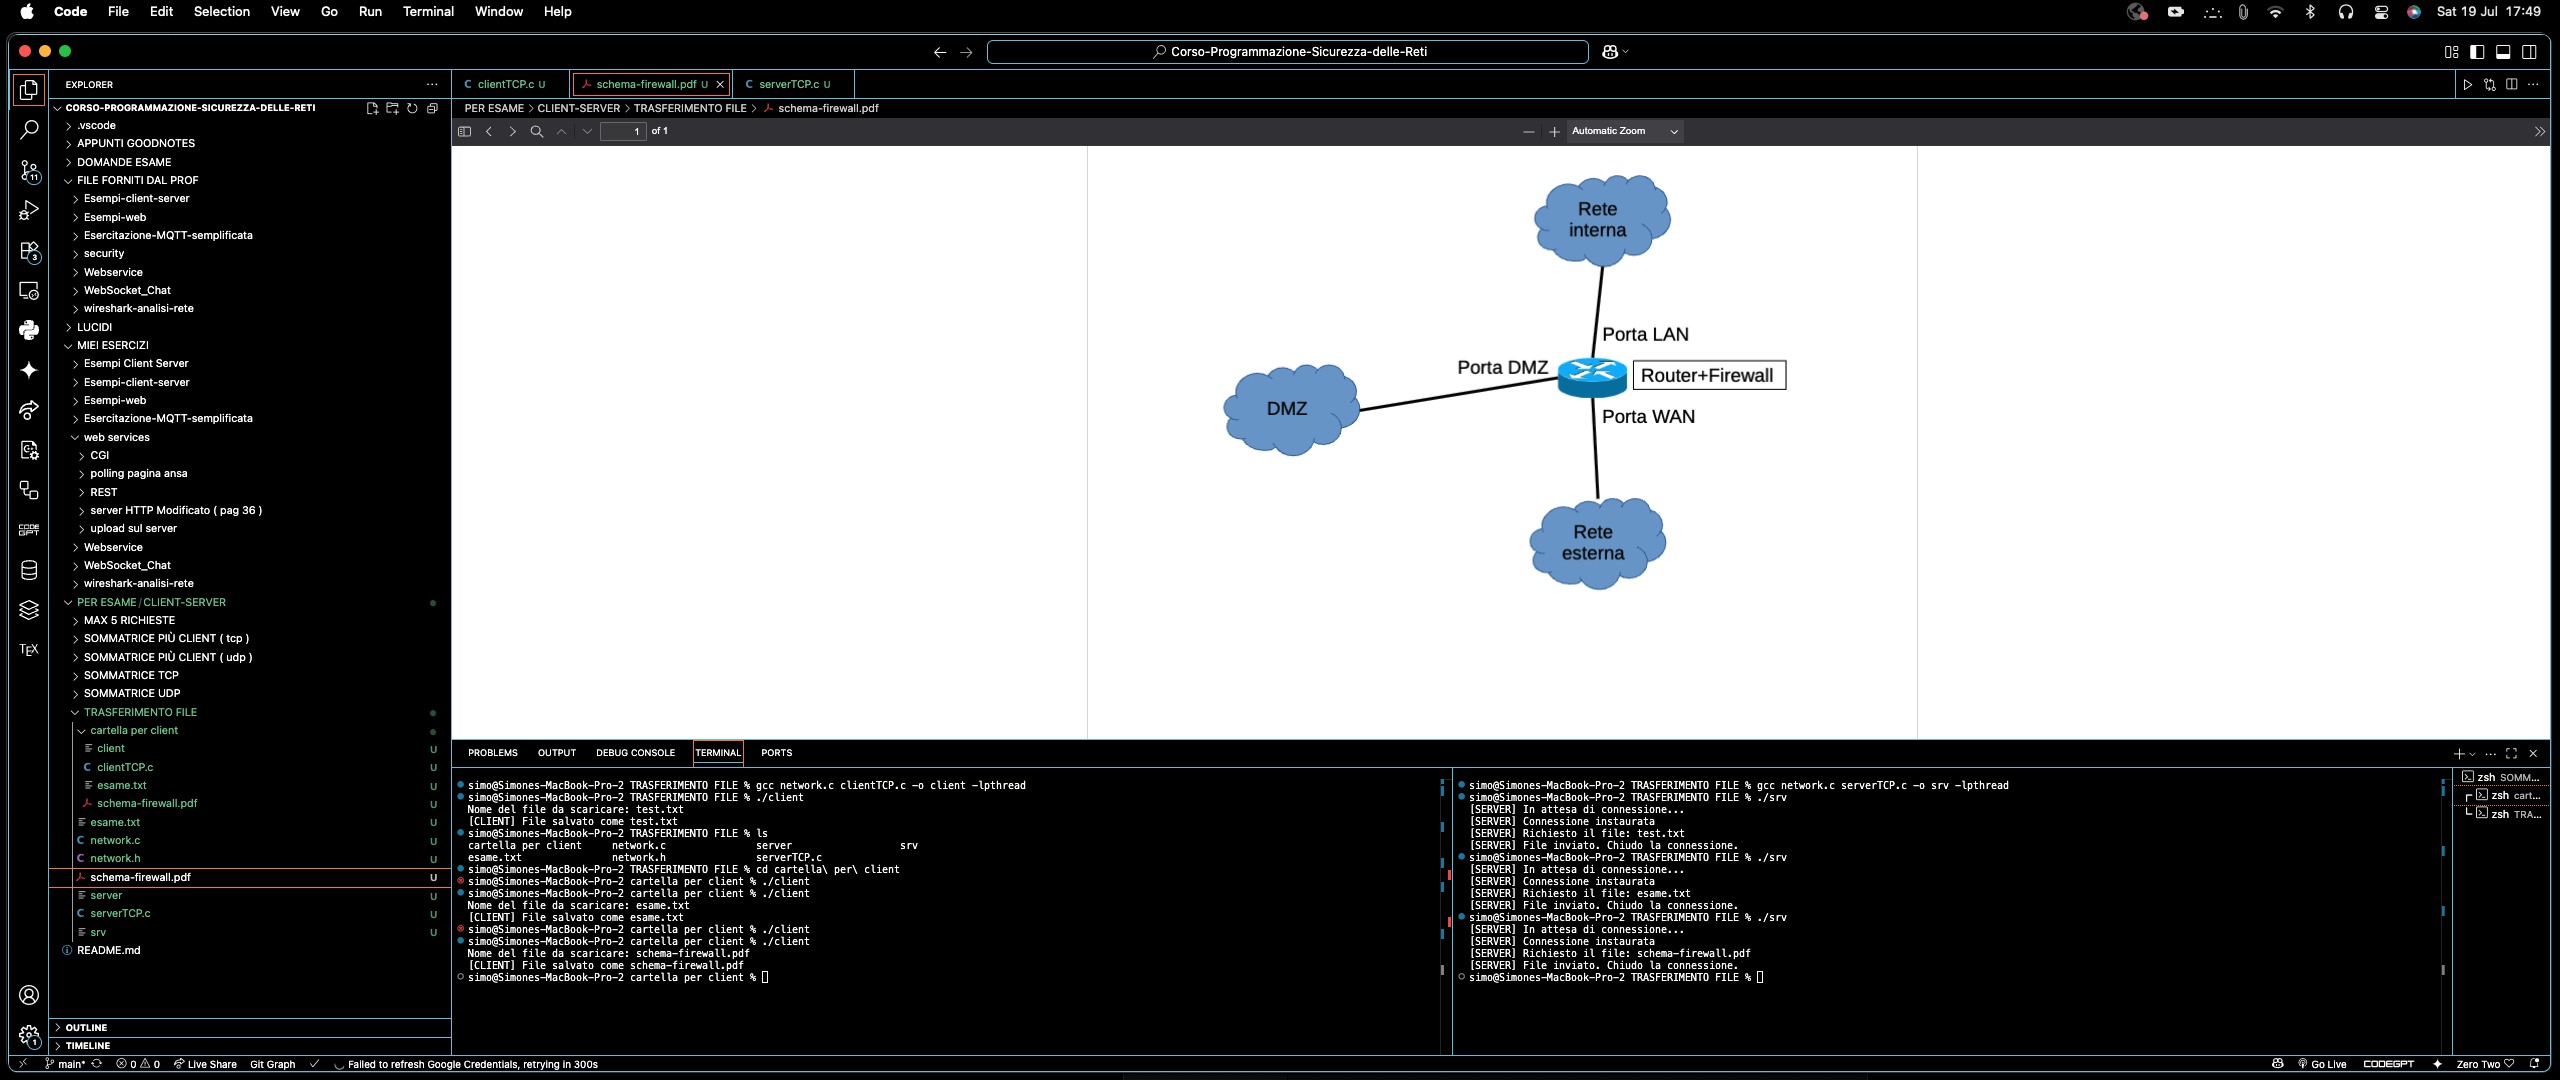 Code File Edit Selection View Go Run Terminal Window Help
Sat 19 Jul 17:49
Corso-Programmazione-Sicurezza-delle-Reti
EXPLORER
CORSO-PROGRAMMAZIONE-SICUREZZA-DELLE-RETI
.vscode
APPUNTI GOODNOTES
DOMANDE ESAME
FILE FORNITI DAL PROF
Esempi-client-server
Esempi-web
Esercitazione-MQTT-semplificata
security
Webservice
WebSocket_Chat
wireshark-analisi-rete
LUCIDI
MIEI ESERCIZI
Esempi Client Server
Esempi-client-server
Esempi-web
Esercitazione-MQTT-semplificata
web services
CGI
polling pagina ansa
REST
server HTTP Modificato ( pag 36 )
upload sul server
Webservice
WebSocket_Chat
wireshark-analisi-rete
PER ESAME / CLIENT-SERVER
MAX 5 RICHIESTE
SOMMATRICE PIÙ CLIENT ( tcp )
SOMMATRICE PIÙ CLIENT ( udp )
SOMMATRICE TCP
SOMMATRICE UDP
TRASFERIMENTO FILE
cartella per client
client U
C clientTCP.c U
esame.txt U
schema-firewall.pdf U
esame.txt U
C network.c U
C network.h U
schema-firewall.pdf U
server U
C serverTCP.c U
srv U
README.md
OUTLINE
TIMELINE
11
3
CODE GPT
TEX
1
C clientTCP.c U
schema-firewall.pdf U
C serverTCP.c U
PER ESAME > CLIENT-SERVER > TRASFERIMENTO FILE > schema-firewall.pdf
1 of 1
Automatic Zoom
Rete
interna
Porta LAN
Porta DMZ
Router+Firewall
DMZ
Porta WAN
Rete
esterna
PROBLEMS OUTPUT DEBUG CONSOLE TERMINAL PORTS
simo@Simones-MacBook-Pro-2 TRASFERIMENTO FILE % gcc network.c clientTCP.c -o client -lpthread
simo@Simones-MacBook-Pro-2 TRASFERIMENTO FILE % ./client
Nome del file da scaricare: test.txt
[CLIENT] File salvato come test.txt
simo@Simones-MacBook-Pro-2 TRASFERIMENTO FILE % ls
cartella per client network.c server srv
esame.txt network.h serverTCP.c
simo@Simones-MacBook-Pro-2 TRASFERIMENTO FILE % cd cartella\ per\ client
simo@Simones-MacBook-Pro-2 cartella per client % ./client
simo@Simones-MacBook-Pro-2 cartella per client % ./client
Nome del file da scaricare: esame.txt
[CLIENT] File salvato come esame.txt
simo@Simones-MacBook-Pro-2 cartella per client % ./client
simo@Simones-MacBook-Pro-2 cartella per client % ./client
Nome del file da scaricare: schema-firewall.pdf
[CLIENT] File salvato come schema-firewall.pdf
simo@Simones-MacBook-Pro-2 cartella per client %
simo@Simones-MacBook-Pro-2 TRASFERIMENTO FILE % gcc network.c serverTCP.c -o srv -lpthread
simo@Simones-MacBook-Pro-2 TRASFERIMENTO FILE % ./srv
[SERVER] In attesa di connessione...
[SERVER] Connessione instaurata
[SERVER] Richiesto il file: test.txt
[SERVER] File inviato. Chiudo la connessione.
simo@Simones-MacBook-Pro-2 TRASFERIMENTO FILE % ./srv
[SERVER] In attesa di connessione...
[SERVER] Connessione instaurata
[SERVER] Richiesto il file: esame.txt
[SERVER] File inviato. Chiudo la connessione.
simo@Simones-MacBook-Pro-2 TRASFERIMENTO FILE % ./srv
[SERVER] In attesa di connessione...
[SERVER] Connessione instaurata
[SERVER] Richiesto il file: schema-firewall.pdf
[SERVER] File inviato. Chiudo la connessione.
simo@Simones-MacBook-Pro-2 TRASFERIMENTO FILE %
zsh SOMM...
zsh cart...
zsh TRA...
main* 0 0 Live Share Git Graph Failed to refresh Google Credentials, retrying in 300s
Go Live CODEGPT Zero Two